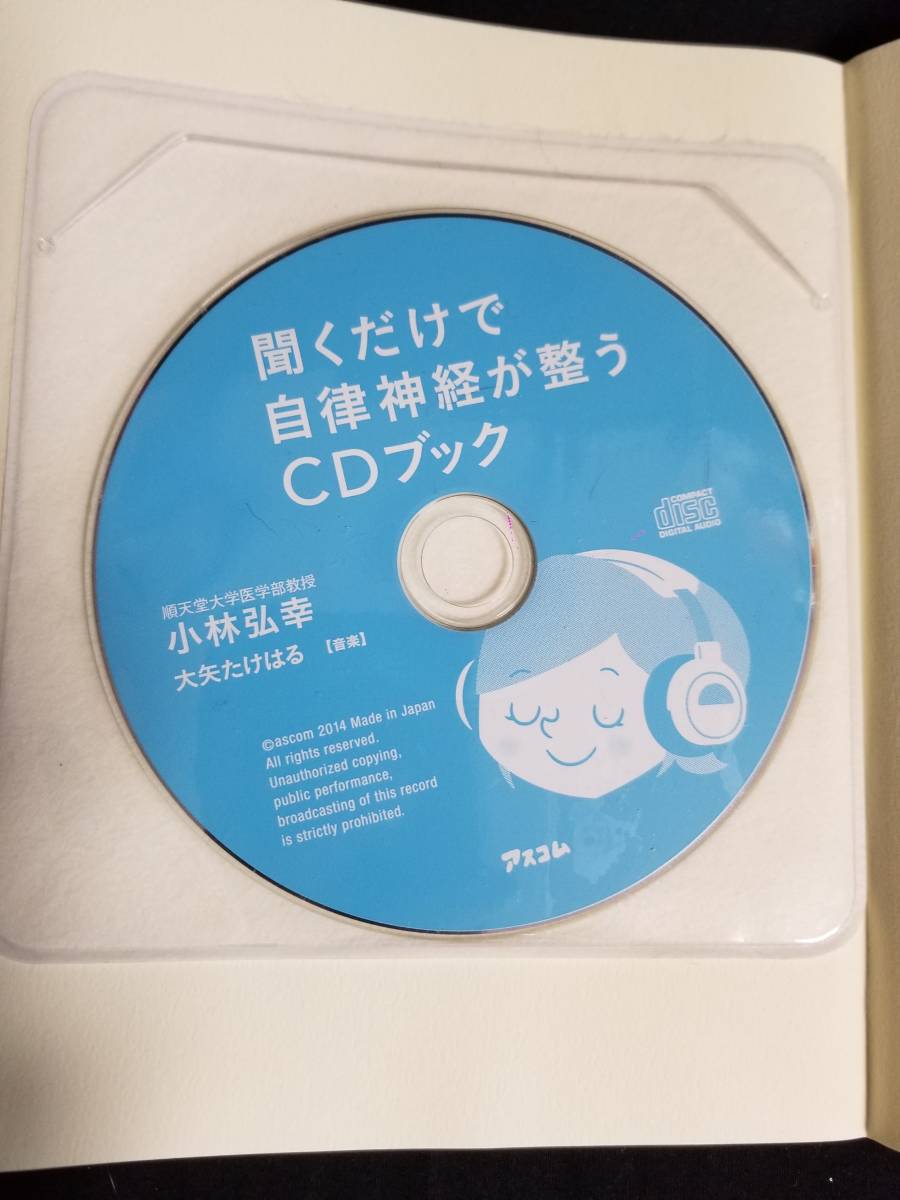 聞くだけで
自律神経が整う
CDブック
COMPACT
disc
DIGITAL AUDIO
順天堂大学医学部教授
小林弘幸
大矢たけはる 【音楽】
©ascom 2014 Made in Japan
All rights reserved.
Unauthorized copying,
public performance,
broadcasting of this record
is strictly prohibited.
アスコム